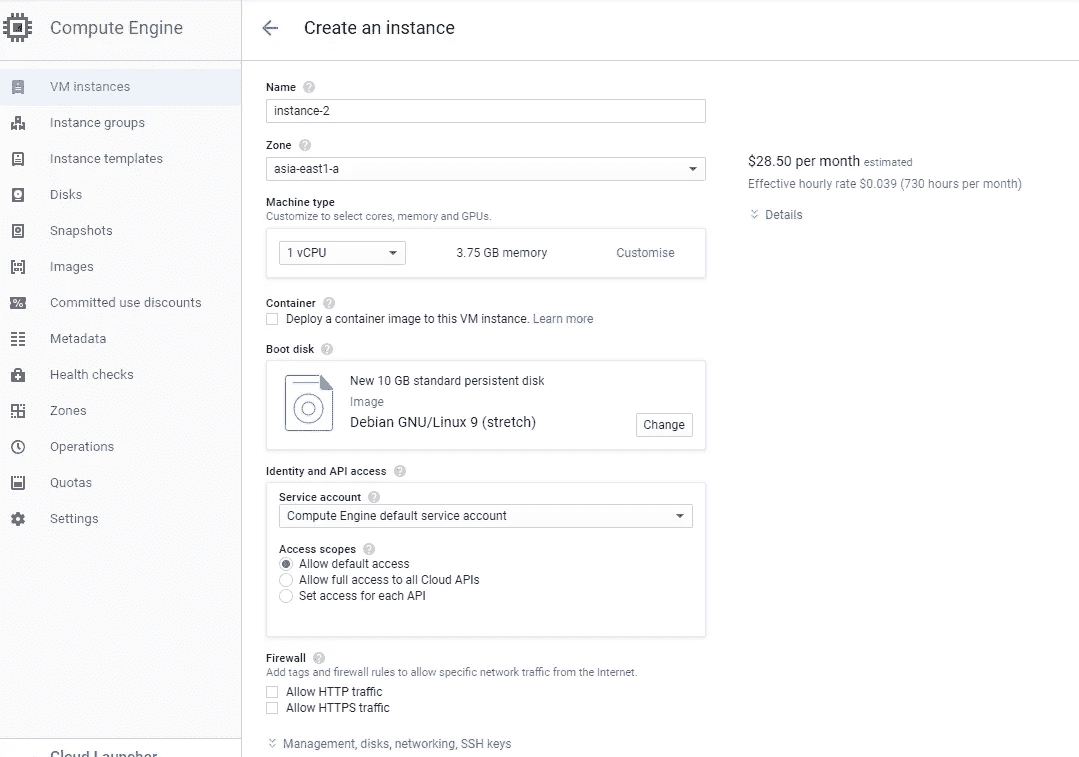 Compute Engine
VM instances
Instance groups
Instance templates
Disks
Snapshots
Images
Committed use discounts
Metadata
Health checks
Zones
Operations
Quotas
Settings
Cloud Launcher
Create an instance
Name ?
instance-2
Zone ?
asia-east1-a
Machine type
Customize to select cores, memory and GPUs.
1 vCPU 3.75 GB memory Customise
Container ?
Deploy a container image to this VM instance. Learn more
Boot disk ?
New 10 GB standard persistent disk
Image
Debian GNU/Linux 9 (stretch)
Change
Identity and API access ?
Service account ?
Compute Engine default service account
Access scopes ?
Allow default access
Allow full access to all Cloud APIs
Set access for each API
Firewall ?
Add tags and firewall rules to allow specific network traffic from the Internet.
Allow HTTP traffic
Allow HTTPS traffic
Management, disks, networking, SSH keys
$28.50 per month estimated
Effective hourly rate $0.039 (730 hours per month)
Details